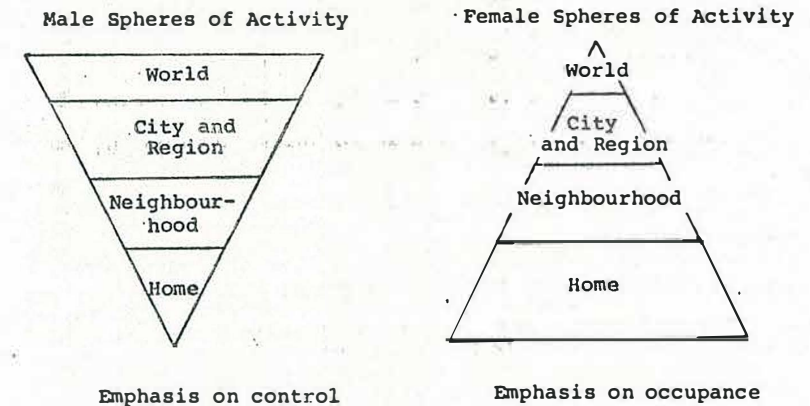 Male Spheres of Activity
World
City and
Region
Neighbour-
hood
Home
Emphasis on control
Female Spheres of Activity
World
City
and Region
Neighbourhood
Home
Emphasis on occupance